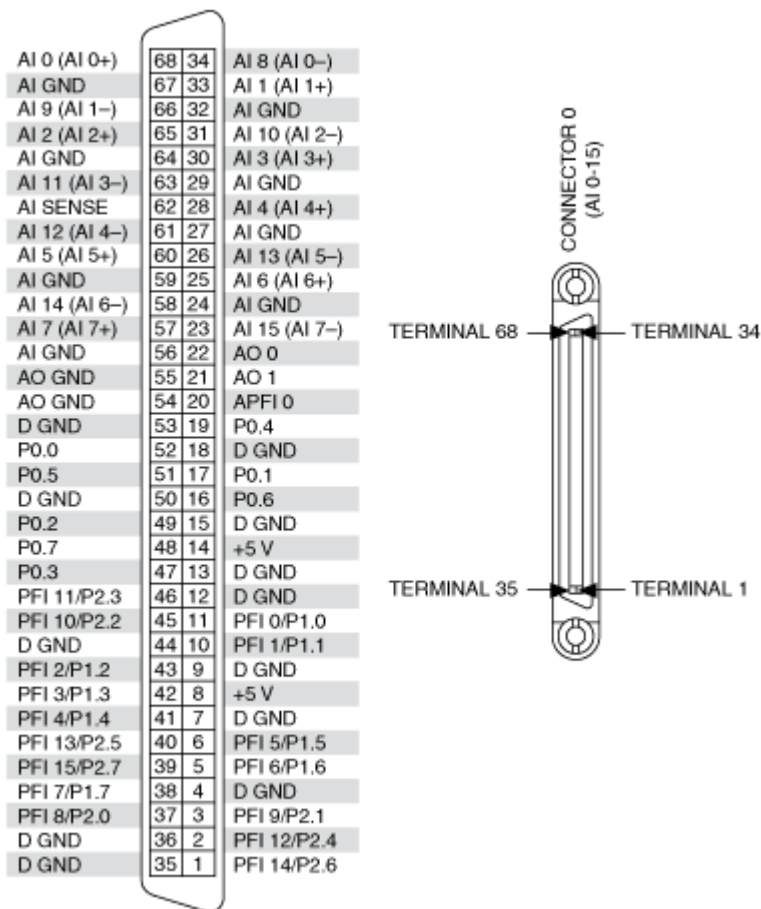 AI 0 (AI 0+) 68 34 AI 8 (AI 0–)
AI GND 67 33 AI 1 (AI 1+)
AI 9 (AI 1–) 66 32 AI GND
AI 2 (AI 2+) 65 31 AI 10 (AI 2–)
AI GND 64 30 AI 3 (AI 3+)
AI 11 (AI 3–) 63 29 AI GND
AI SENSE 62 28 AI 4 (AI 4+)
AI 12 (AI 4–) 61 27 AI GND
AI 5 (AI 5+) 60 26 AI 13 (AI 5–)
AI GND 59 25 AI 6 (AI 6+)
AI 14 (AI 6–) 58 24 AI GND
AI 7 (AI 7+) 57 23 AI 15 (AI 7–)
AI GND 56 22 AO 0
AO GND 55 21 AO 1
AO GND 54 20 APFI 0
D GND 53 19 P0.4
P0.0 52 18 D GND
P0.5 51 17 P0.1
D GND 50 16 P0.6
P0.2 49 15 D GND
P0.7 48 14 +5 V
P0.3 47 13 D GND
PFI 11/P2.3 46 12 D GND
PFI 10/P2.2 45 11 PFI 0/P1.0
D GND 44 10 PFI 1/P1.1
PFI 2/P1.2 43 9 D GND
PFI 3/P1.3 42 8 +5 V
PFI 4/P1.4 41 7 D GND
PFI 13/P2.5 40 6 PFI 5/P1.5
PFI 15/P2.7 39 5 PFI 6/P1.6
PFI 7/P1.7 38 4 D GND
PFI 8/P2.0 37 3 PFI 9/P2.1
D GND 36 2 PFI 12/P2.4
D GND 35 1 PFI 14/P2.6
CONNECTOR 0
(AI 0-15)
TERMINAL 68 TERMINAL 34
TERMINAL 35 TERMINAL 1